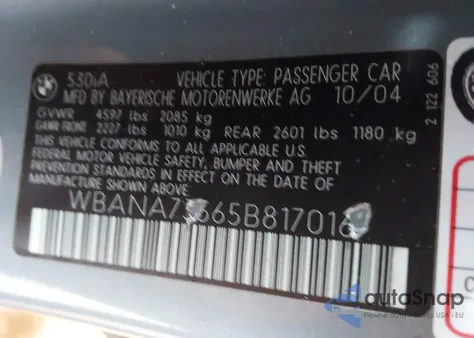 530iA VEHICLE TYPE: PASSENGER CAR
MFD BY BAYERISCHE MOTORENWERKE AG 10/04
GVWR 4597 lbs 2085 kg
GAWR FRONT 2227 lbs 1010 kg REAR 2601 lbs 1180 kg
THIS VEHICLE CONFORMS TO ALL APPLICABLE U.S.
FEDERAL MOTOR VEHICLE SAFETY, BUMPER AND THEFT
PREVENTION STANDARDS IN EFFECT ON THE DATE OF
MANUFACTURE SHOWN ABOVE.
2 122 606
autoSnap